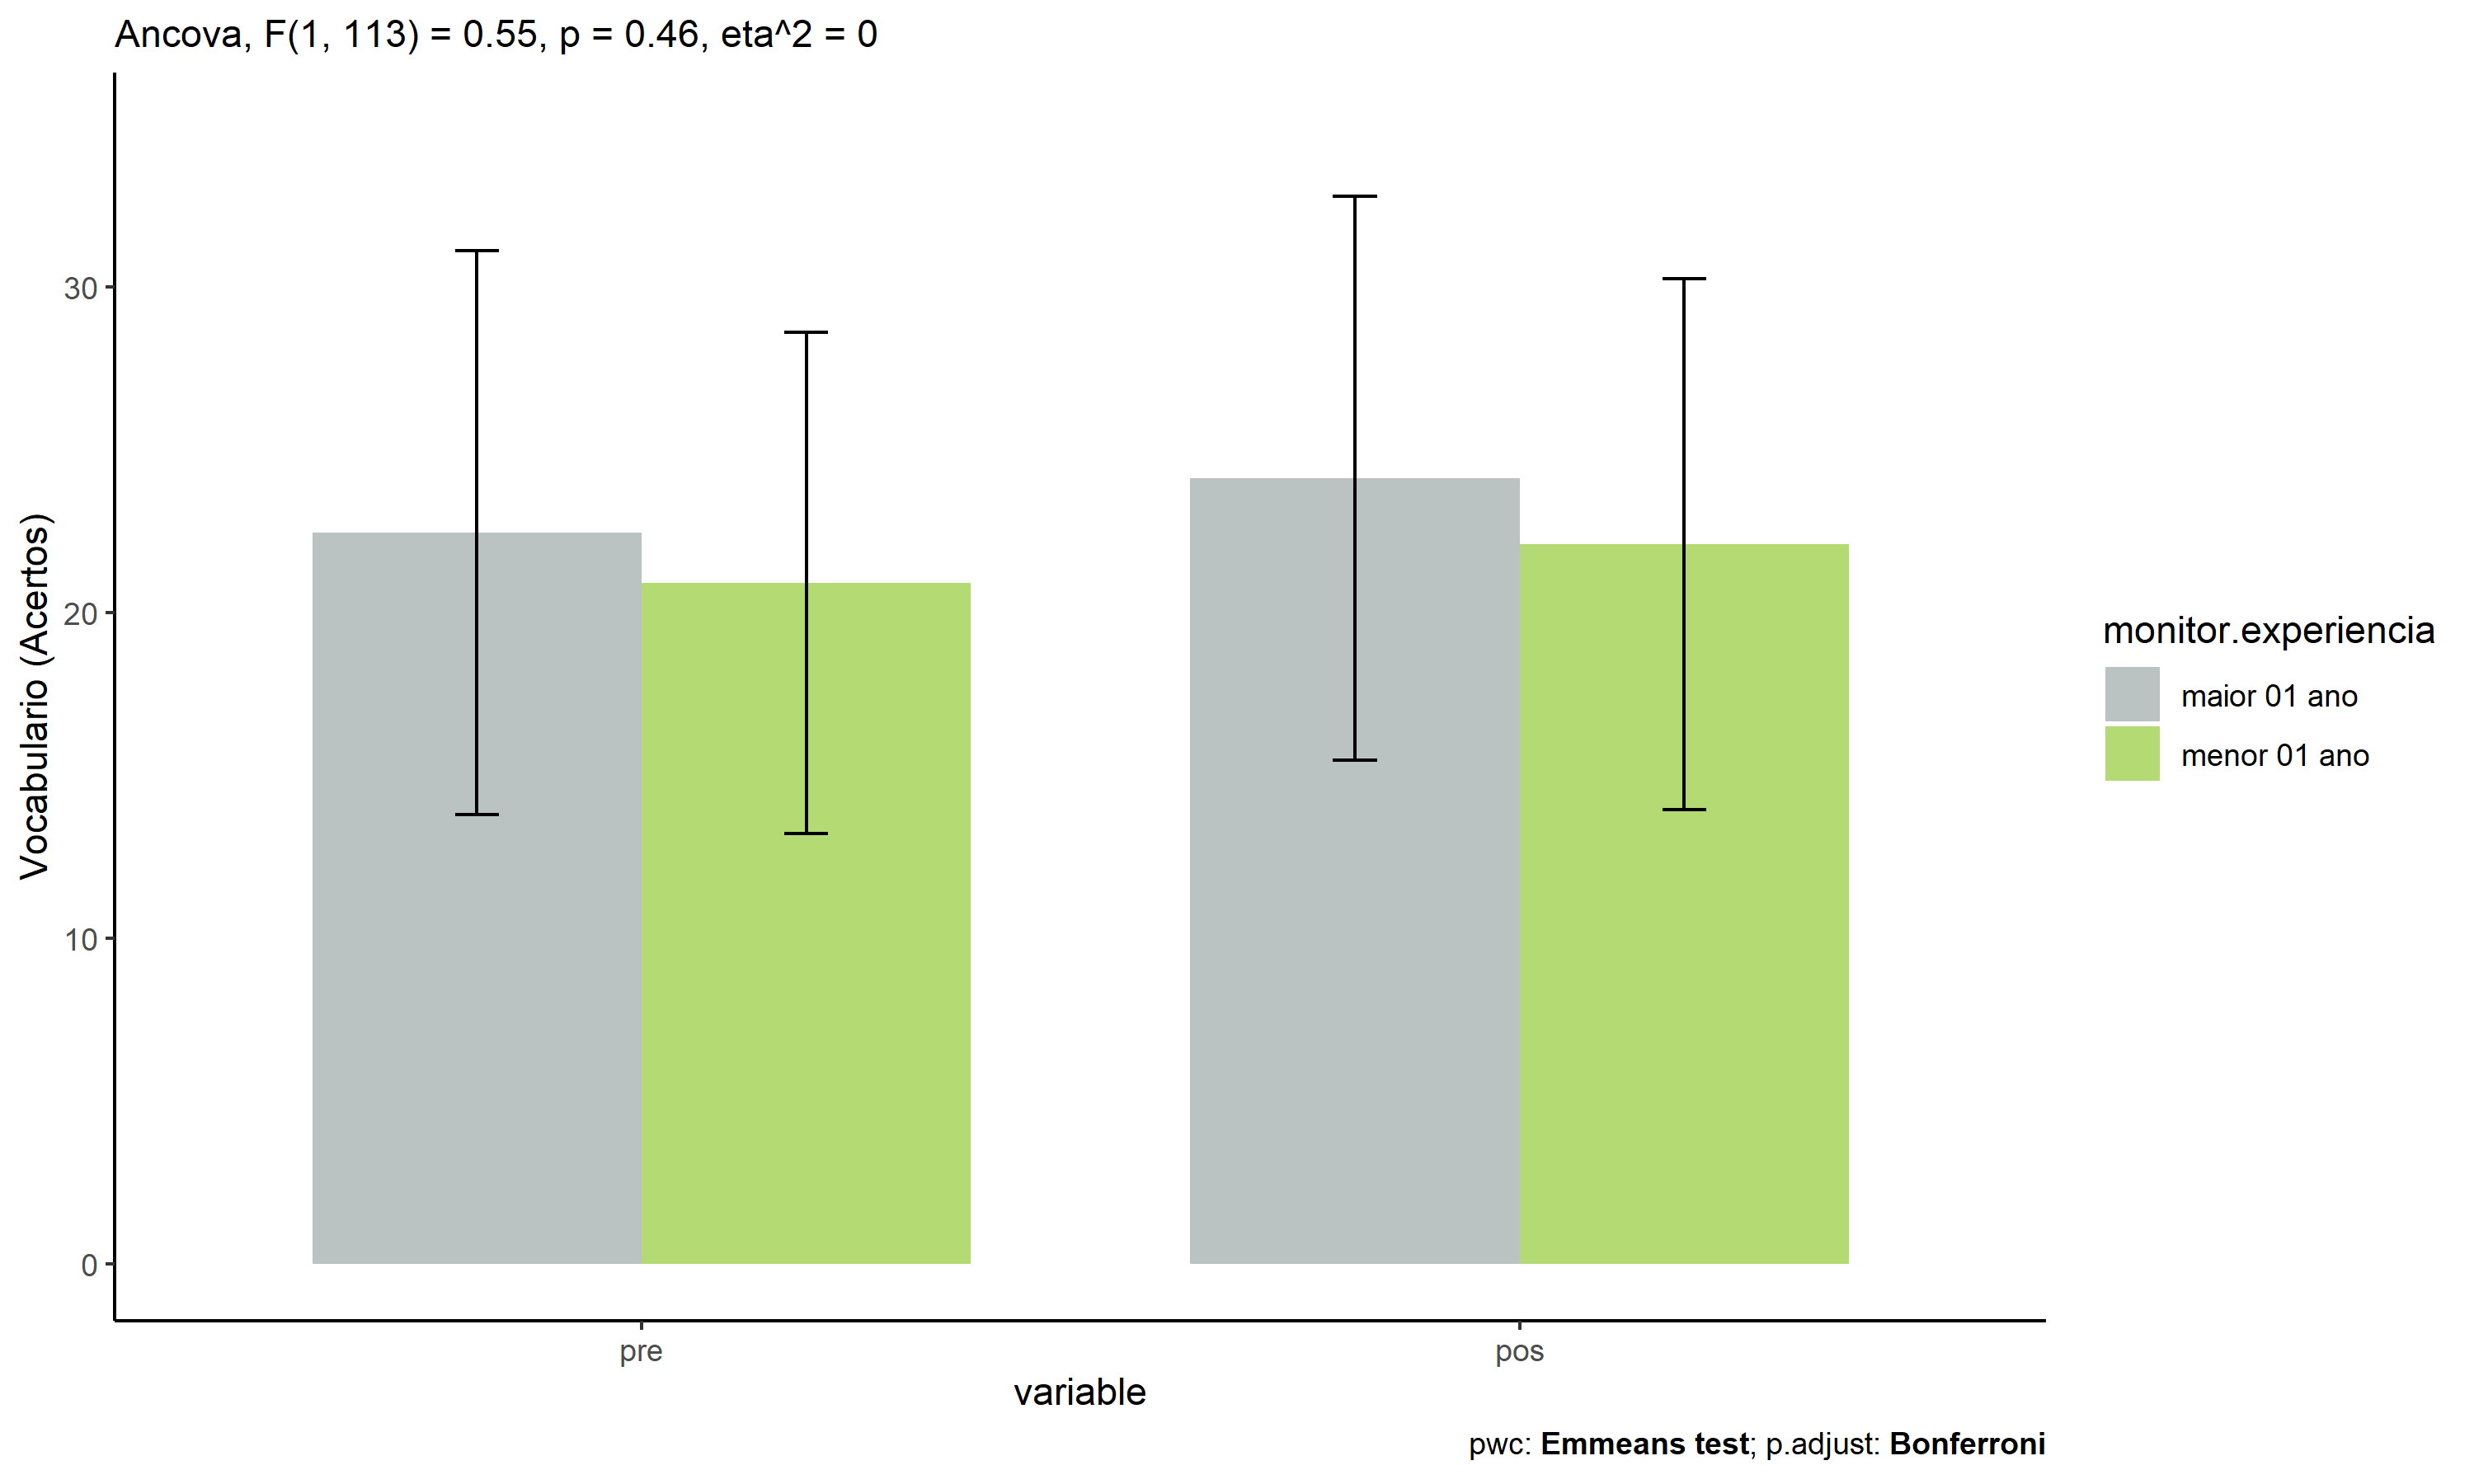 Ancova, F(1, 113) = 0.55, p = 0.46, eta^2 = 0
Vocabulario (Acertos)
30
20
10
0
pre
pos
variable
monitor.experiencia
maior 01 ano
menor 01 ano
pwc: Emmeans test; p.adjust: Bonferroni